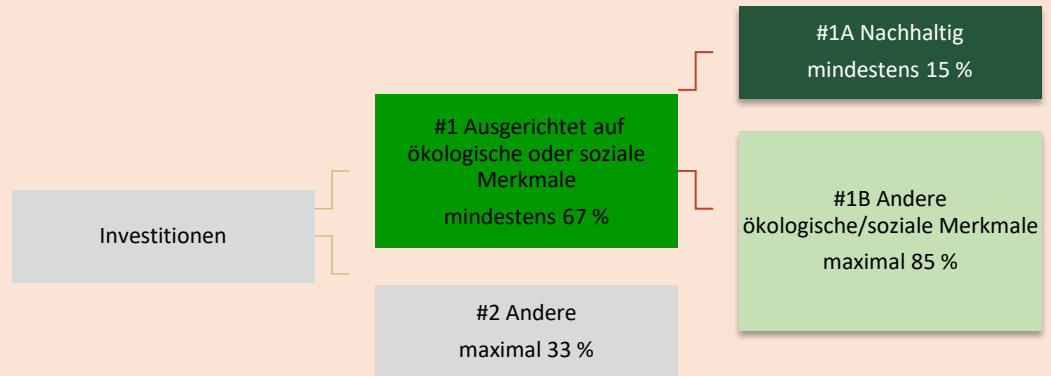 Investitionen
#1 Ausgerichtet auf
ökologische oder soziale
Merkmale
mindestens 67 %
#2 Andere
maximal 33 %
#1A Nachhaltig
mindestens 15 %
#1B Andere
ökologische/soziale Merkmale
maximal 85 %